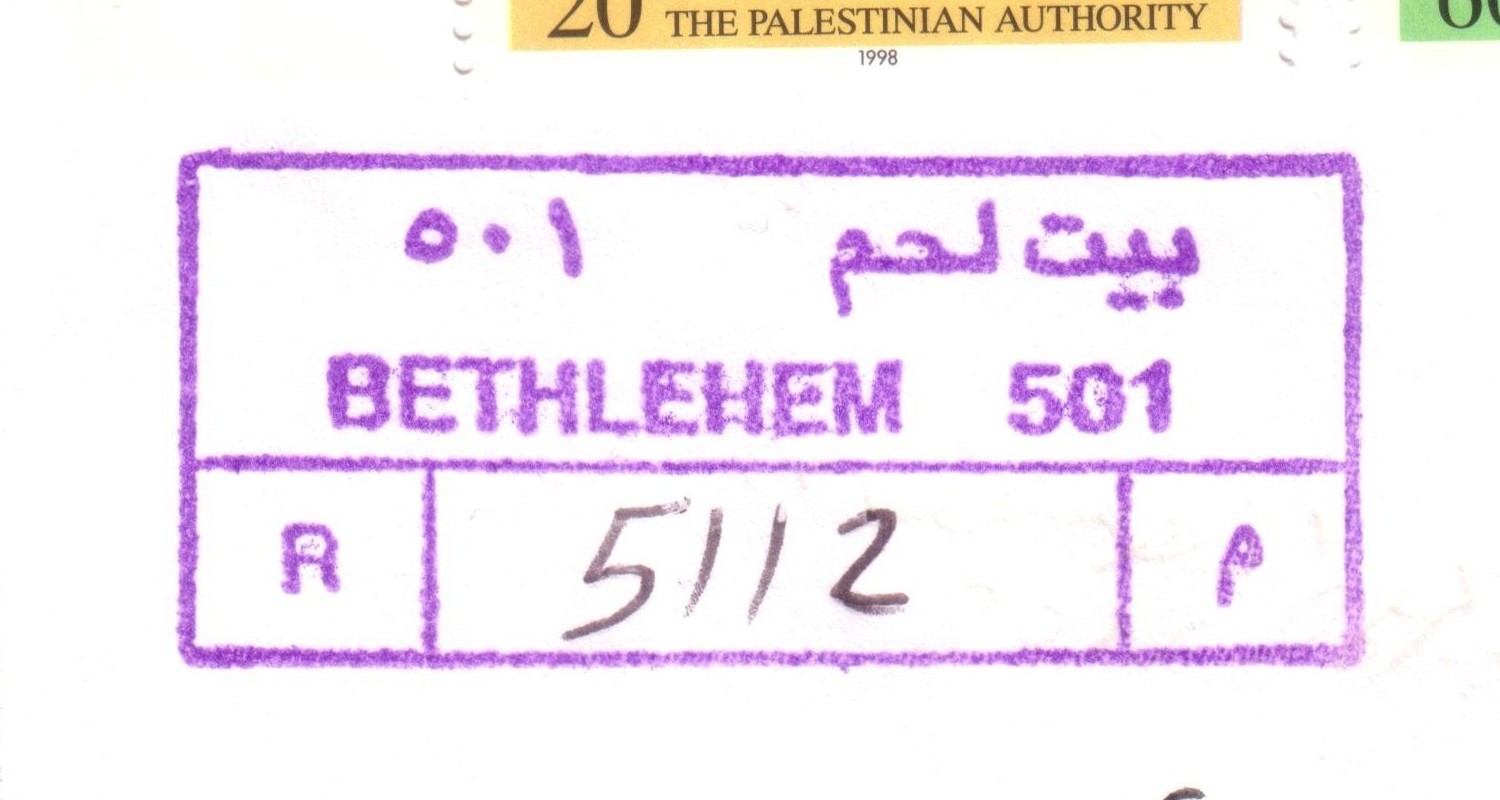 20 THE PALESTINIAN AUTHORITY
1998
بيت لحم ٥٠١
BETHLEHEM 501
R 5112 م